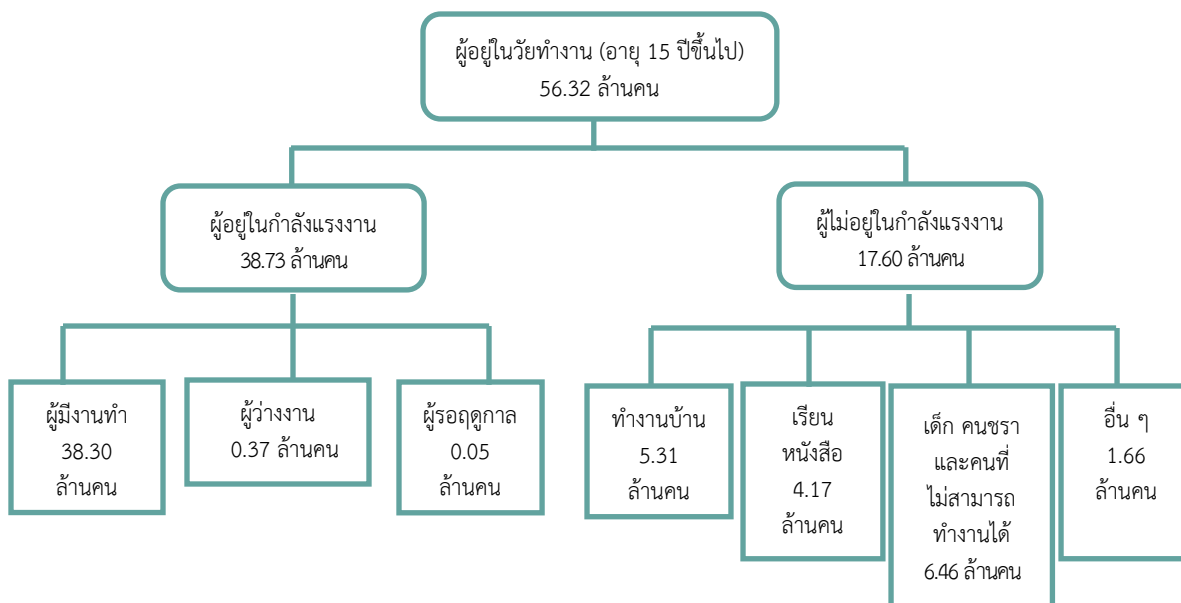 ผู้อยู่ในวัยทำงาน (อายุ 15 ปีขึ้นไป)
56.32 ล้านคน
ผู้อยู่ในกำลังแรงงาน
38.73 ล้านคน
ผู้ไม่อยู่ในกำลังแรงงาน
17.60 ล้านคน
ผู้มีงานทำ
38.30
ล้านคน
ผู้ว่างงาน
0.37 ล้านคน
ผู้รอฤดูกาล
0.05
ล้านคน
ทำงานบ้าน
5.31
ล้านคน
เรียน
หนังสือ
4.17
ล้านคน
เด็ก คนชรา
และคนที่
ไม่สามารถ
ทำงานได้
6.46 ล้านคน
อื่น ๆ
1.66
ล้านคน